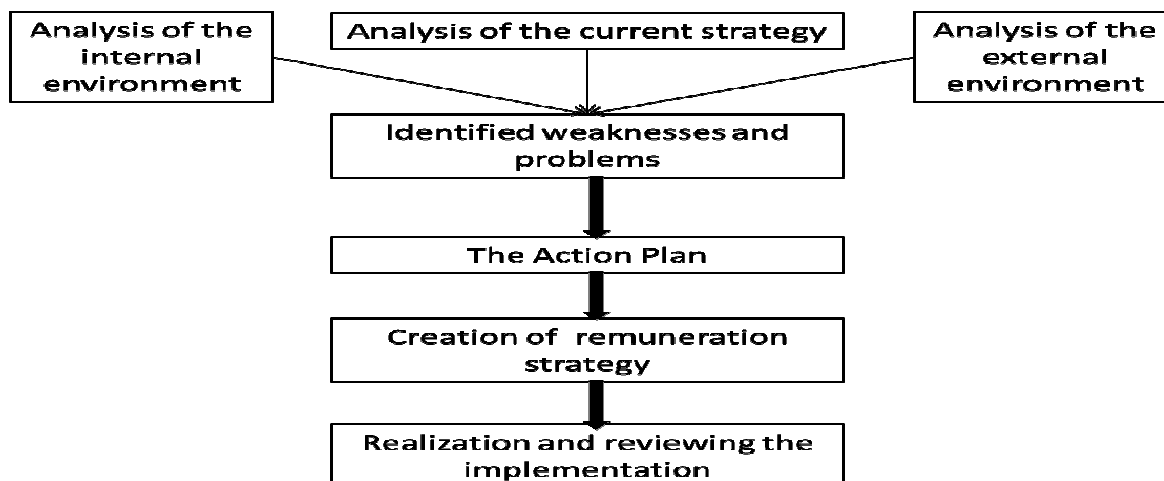 Analysis of the
internal
environment
Analysis of the current strategy
Analysis of the
external
environment
Identified weaknesses and
problems
The Action Plan
Creation of remuneration
strategy
Realization and reviewing the
implementation